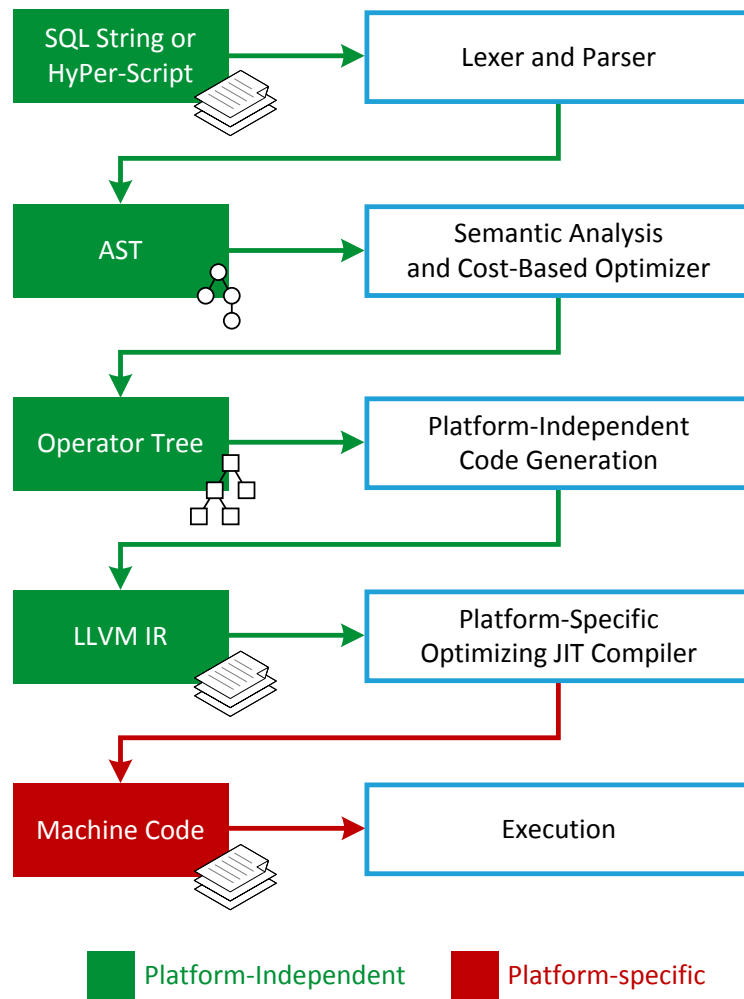 SQL String or
HyPer-Script
Lexer and Parser
AST
Semantic Analysis
and Cost-Based Optimizer
Operator Tree
Platform-Independent
Code Generation
LLVM IR
Platform-Specific
Optimizing JIT Compiler
Machine Code
Execution
Platform-Independent
Platform-specific